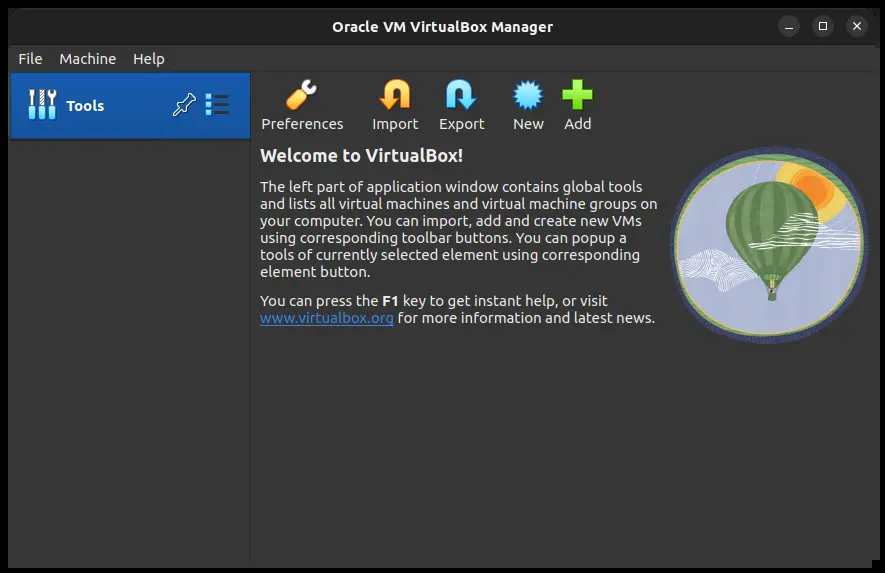 Oracle VM VirtualBox Manager
File Machine Help
Tools
Preferences Import Export New Add
Welcome to VirtualBox!
The left part of application window contains global tools
and lists all virtual machines and virtual machine groups on
your computer. You can import, add and create new VMs
using corresponding toolbar buttons. You can popup a
tools of currently selected element using corresponding
element button.
You can press the F1 key to get instant help, or visit
www.virtualbox.org for more information and latest news.